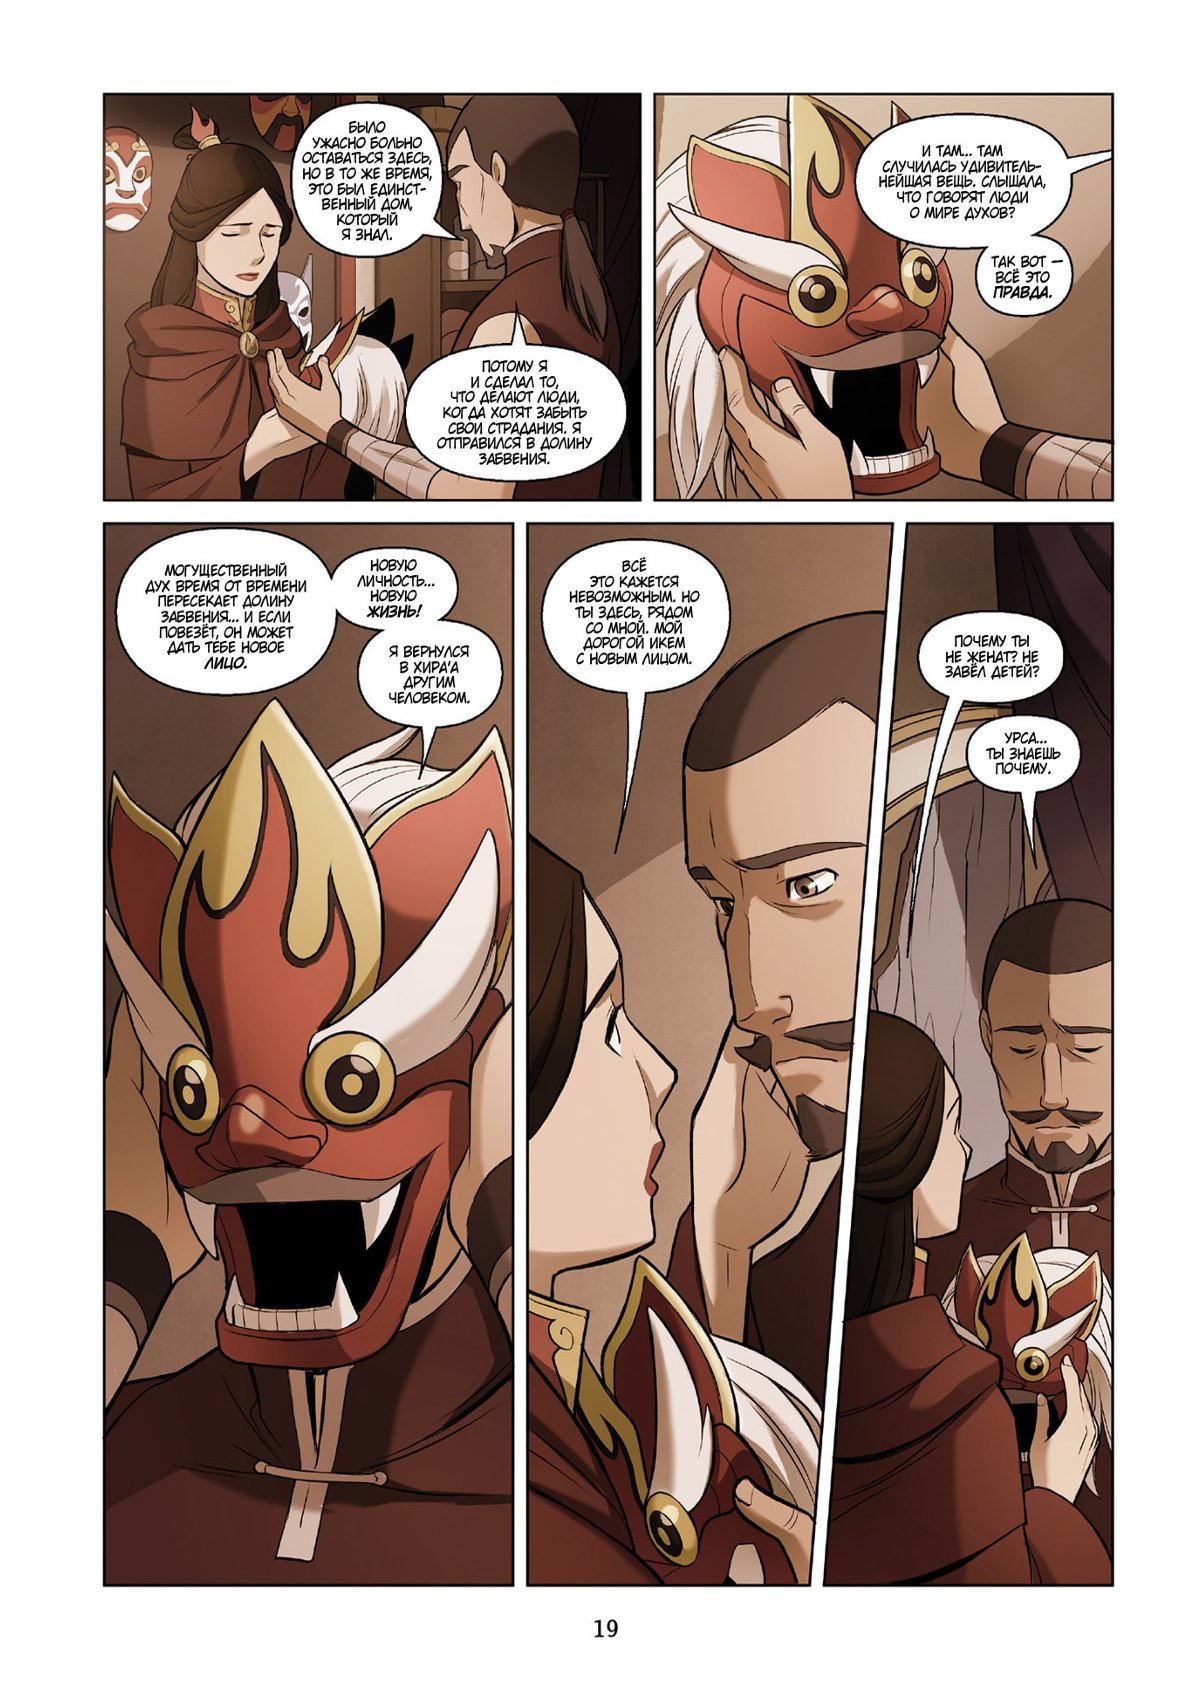 БЫЛО
УЖАСНО БОЛЬНО
ОСТАВАТЬСЯ ЗДЕСЬ,
НО В ТО ЖЕ ВРЕМЯ,
ЭТО БЫЛ ЕДИНСТ-
ВЕННЫЙ ДОМ,
КОТОРЫЙ
Я ЗНАЛ.
ПОТОМУ Я
И СДЕЛАЛ ТО,
ЧТО ДЕЛАЮТ ЛЮДИ,
КОГДА ХОТЯТ ЗАБЫТЬ
СВОИ СТРАДАНИЯ. Я
ОТПРАВИЛСЯ В ДОЛИНУ
ЗАБВЕНИЯ.
И ТАМ... ТАМ
СЛУЧИЛАСЬ УДИВИТЕЛЬ-
НЕЙШАЯ ВЕЩЬ. СЛЫШАЛА,
ЧТО ГОВОРЯТ ЛЮДИ
О МИРЕ ДУХОВ?
ТАК ВОТ —
ВСЁ ЭТО
ПРАВДА.
МОГУЩЕСТВЕННЫЙ
ДУХ ВРЕМЯ ОТ ВРЕМЕНИ
ПЕРЕСЕКАЕТ ДОЛИНУ
ЗАБВЕНИЯ... И ЕСЛИ
ПОВЕЗЁТ, ОН МОЖЕТ
ДАТЬ ТЕБЕ НОВОЕ
ЛИЦО.
НОВУЮ
ЛИЧНОСТЬ...
НОВУЮ
ЖИЗНЬ!
Я ВЕРНУЛСЯ
В ХИРА'А
ДРУГИМ
ЧЕЛОВЕКОМ.
ВСЁ
ЭТО КАЖЕТСЯ
НЕВОЗМОЖНЫМ. НО
ТЫ ЗДЕСЬ, РЯДОМ
СО МНОЙ. МОЙ
ДОРОГОЙ ИКЕМ
С НОВЫМ ЛИЦОМ.
ПОЧЕМУ ТЫ
НЕ ЖЕНАТ? НЕ
ЗАВЁЛ ДЕТЕЙ?
УРСА...
ТЫ ЗНАЕШЬ
ПОЧЕМУ.
19